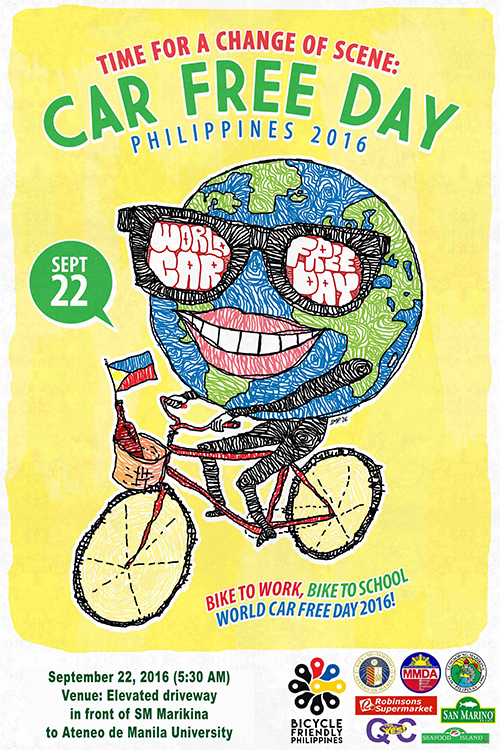 TIME FOR A CHANGE OF SCENE:
CAR FREE DAY
PHILIPPINES 2016
WORLD
CAR
FREE
DAY
SEPT
22
BIKE TO WORK, BIKE TO SCHOOL
WORLD CAR FREE DAY 2016!
September 22, 2016 (5:30 AM)
Venue: Elevated driveway
in front of SM Marikina
to Ateneo de Manila University
BICYCLE
FRIENDLY
PHILIPPINES
MMDA
Robinsons
Supermarket
SAN MARINO
QC
YES!
SEAFOOD ISLAND